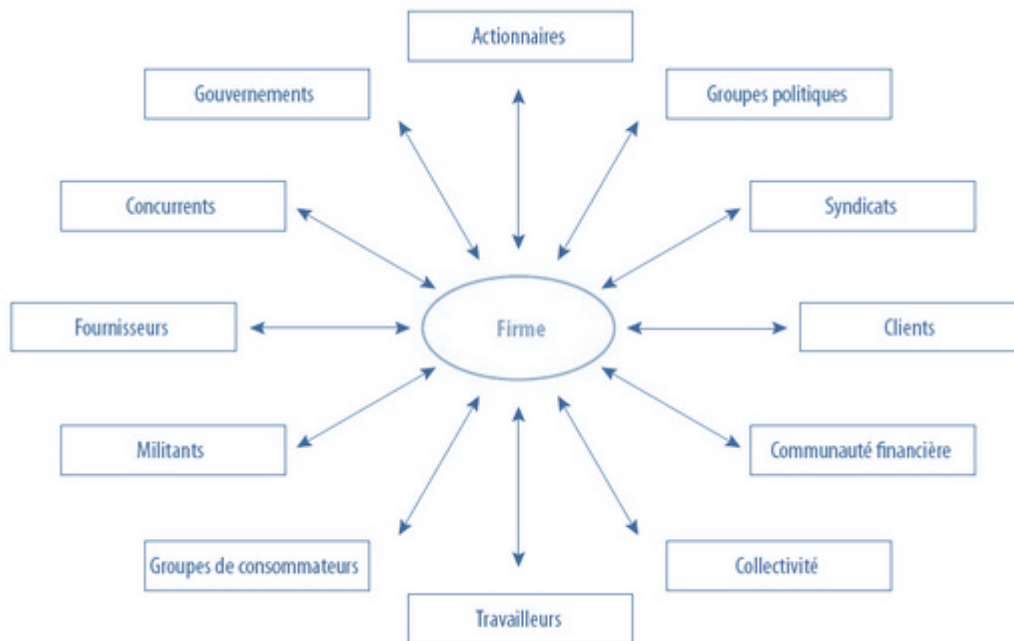 Actionnaires
Gouvernements
Groupes politiques
Concurrents
Syndicats
Fournisseurs
Firme
Clients
Militants
Communauté financière
Groupes de consommateurs
Collectivité
Travailleurs